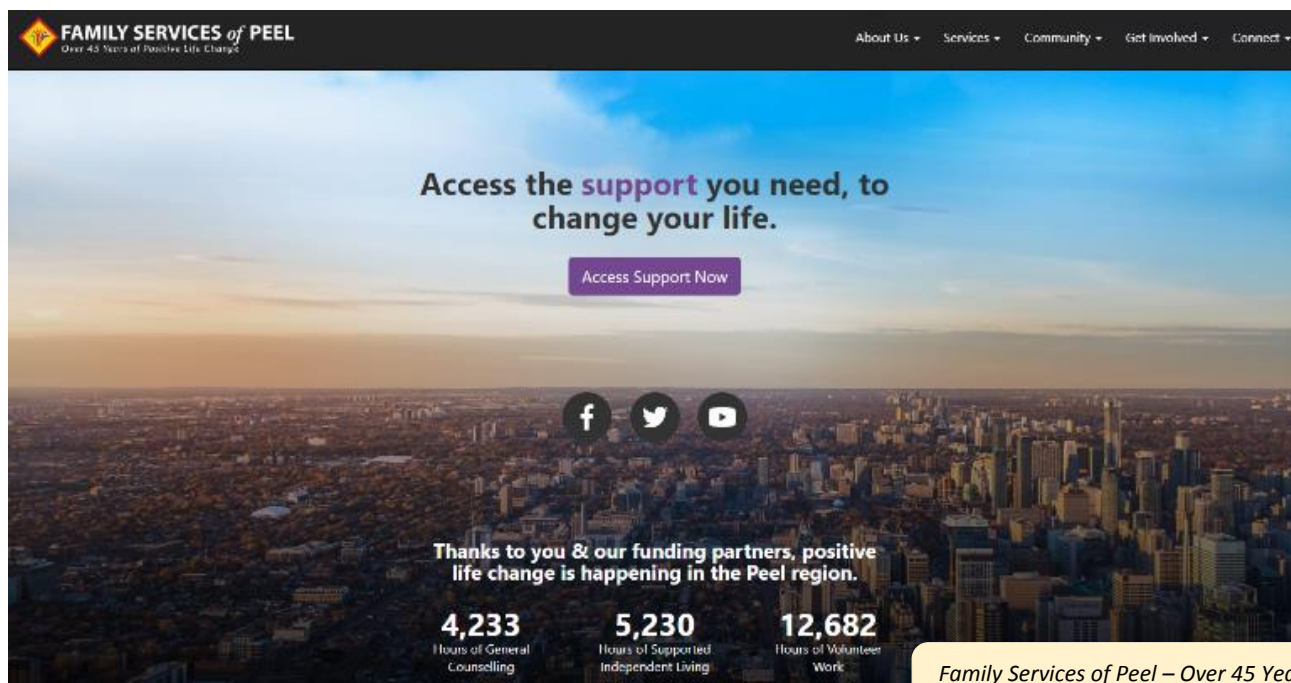 FAMILY SERVICES of PEEL
Over 45 Years of Positive Life Change
About Us
Services
Community
Get Involved
Connect
Access the support you need, to
change your life.
Access Support Now
Thanks to you & our funding partners, positive
life change is happening in the Peel region.
4,233
Hours of General
Counselling
5,230
Hours of Supported
Independent Living
12,682
Hours of Volunteer
Work
Family Services of Peel – Over 45 Yea